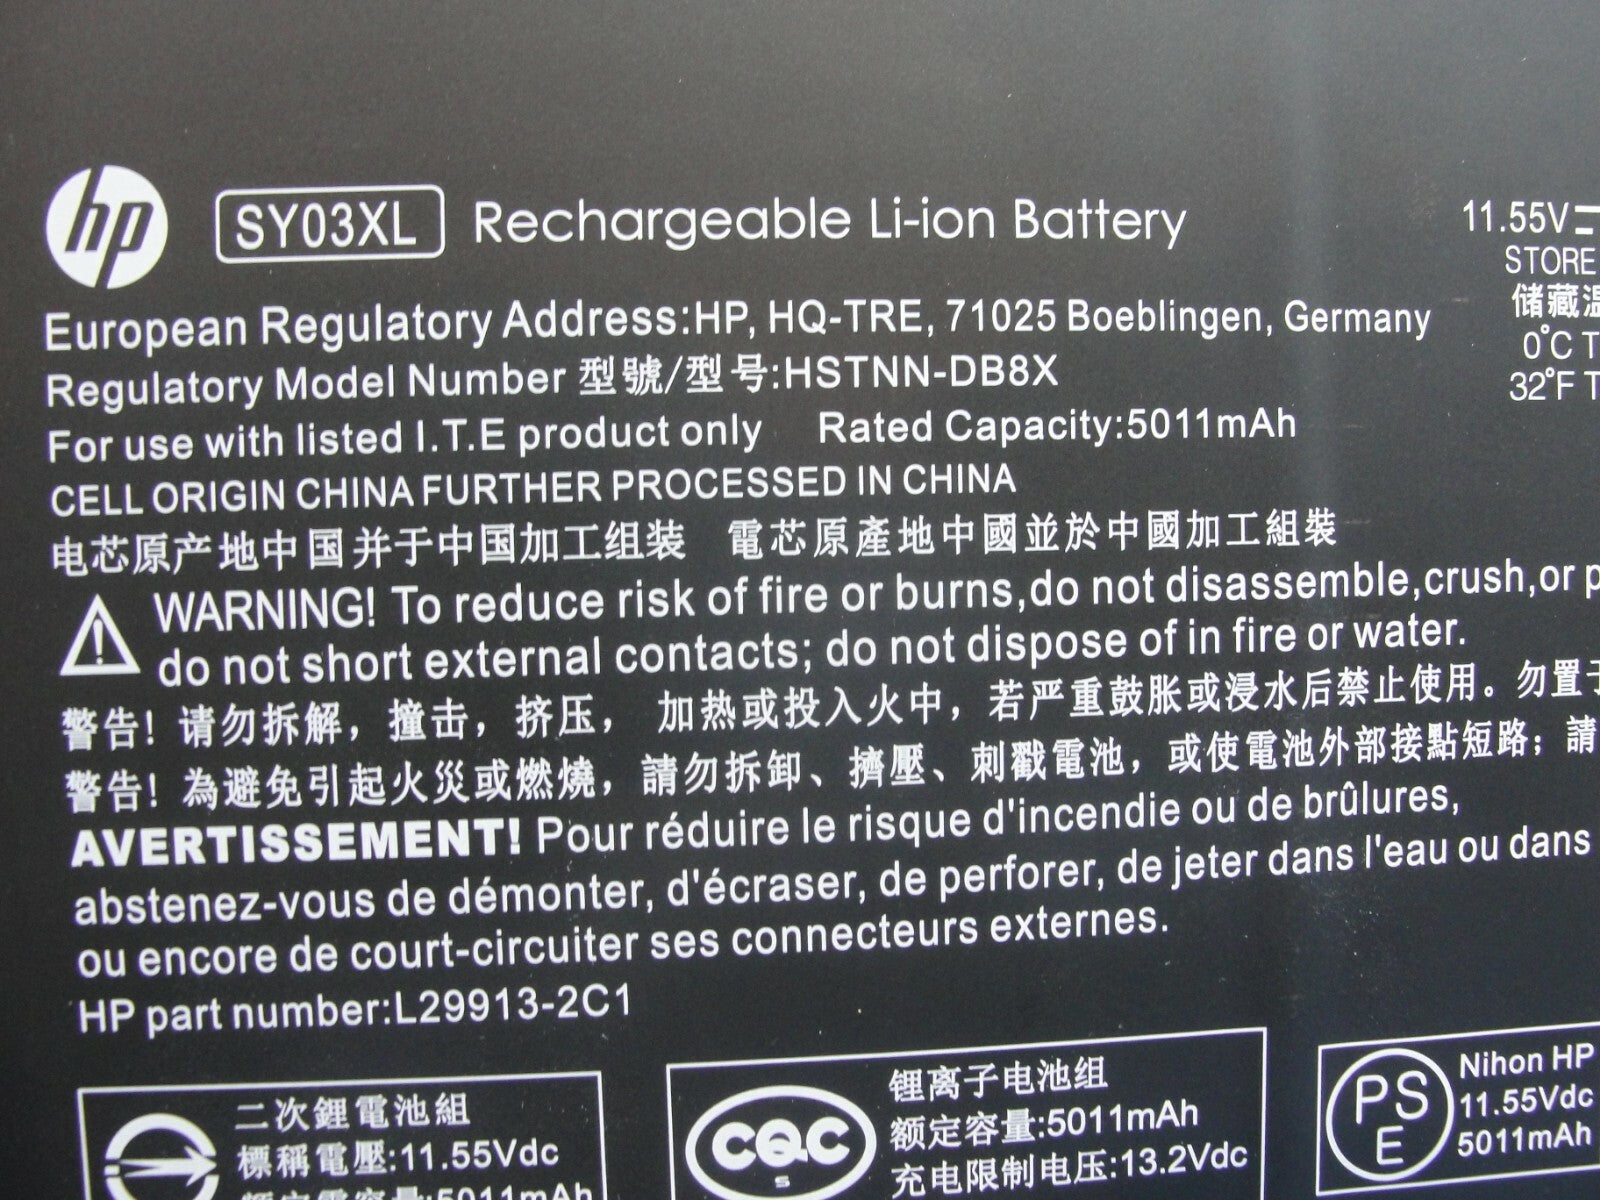 hp SY03XL Rechargeable Li-ion Battery 11.55V
STORE
储藏温
European Regulatory Address:HP, HQ-TRE, 71025 Boeblingen, Germany
0°C T
Regulatory Model Number 型號/型号:HSTNN-DB8X
32°F T
For use with listed I.T.E product only Rated Capacity:5011mAh
CELL ORIGIN CHINA FURTHER PROCESSED IN CHINA
电芯原产地中国并于中国加工组装 電芯原產地中國並於中國加工組裝
WARNING! To reduce risk of fire or burns,do not disassemble,crush,or p
do not short external contacts; do not dispose of in fire or water.
警告! 请勿拆解，撞击，挤压， 加热或投入火中，若严重鼓胀或浸水后禁止使用。勿置于
警告! 為避免引起火災或燃燒，請勿拆卸、擠壓、刺戳電池，或使電池外部接點短路；請
AVERTISSEMENT! Pour réduire le risque d'incendie ou de brûlures,
abstenez-vous de démonter, d'écraser, de perforer, de jeter dans l'eau ou dans
ou encore de court-circuiter ses connecteurs externes.
HP part number:L29913-2C1
二次鋰電池組
標稱電壓:11.55Vdc
額定電容量:5011mAh
CQC
S
锂离子电池组
额定容量:5011mAh
充电限制电压:13.2Vdc
PS
E
Nihon HP
11.55Vdc
5011mAh